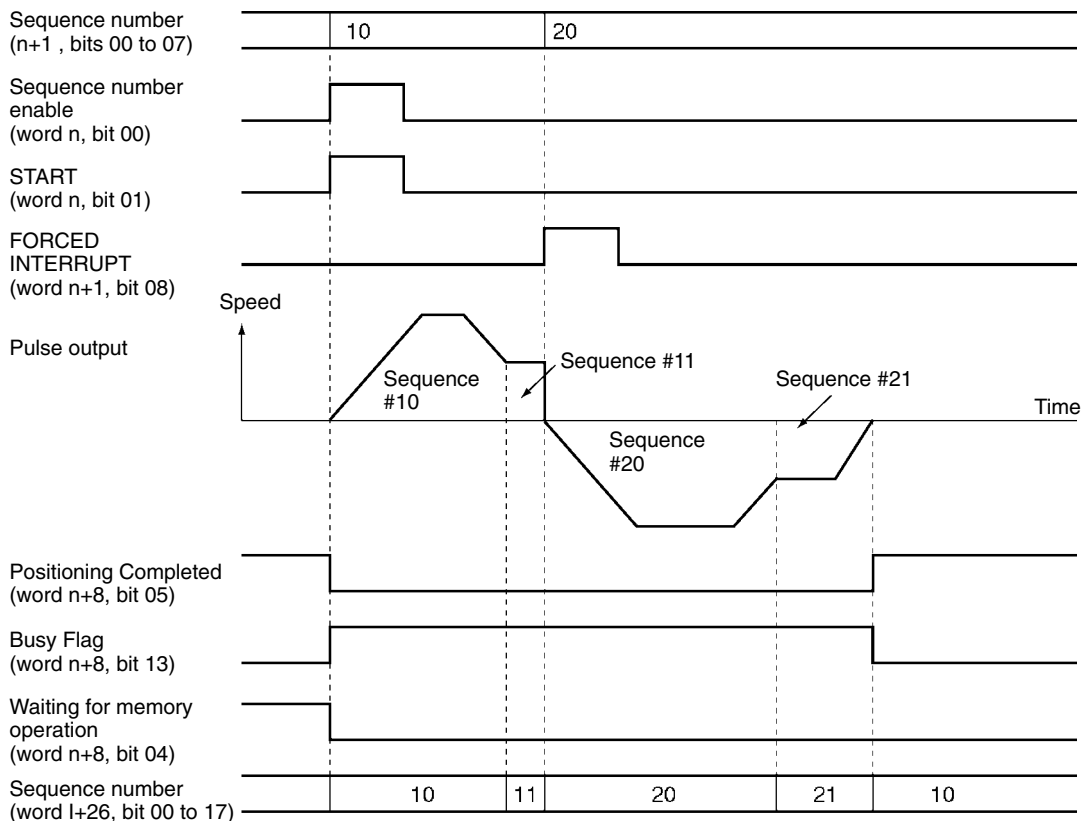 Sequence number
(n+1 , bits 00 to 07)
10
20
Sequence number
enable
(word n, bit 00)
START
(word n, bit 01)
FORCED
INTERRUPT
(word n+1, bit 08)
Speed
Pulse output
Sequence #11
Sequence
#10
Sequence #21
Time
Sequence
#20
Positioning Completed
(word n+8, bit 05)
Busy Flag
(word n+8, bit 13)
Waiting for memory
operation
(word n+8, bit 04)
Sequence number
(word l+26, bit 00 to 17)
10
11
20
21
10